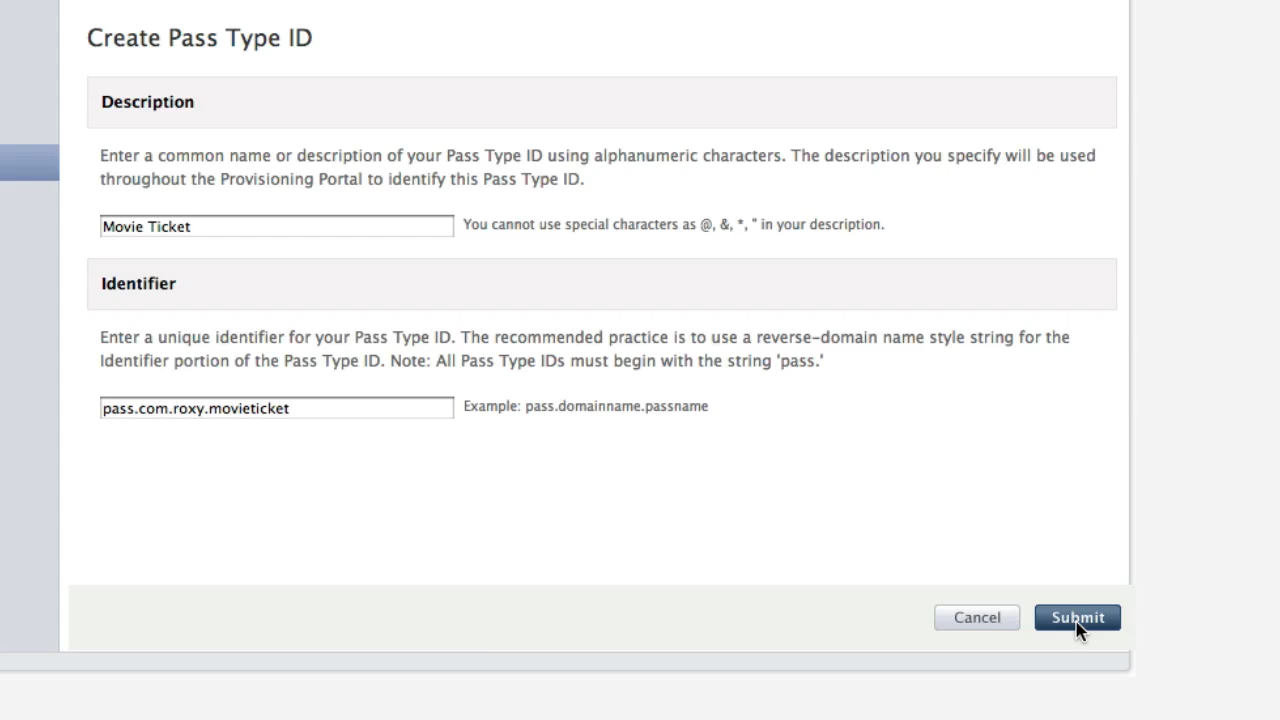 Create Pass Type ID
Description
Enter a common name or description of your Pass Type ID using alphanumeric characters. The description you specify will be used
throughout the Provisioning Portal to identify this Pass Type ID.
Movie Ticket
You cannot use special characters as @, &, *, " in your description.
Identifier
Enter a unique identifier for your Pass Type ID. The recommended practice is to use a reverse-domain name style string for the
Identifier portion of the Pass Type ID. Note: All Pass Type IDs must begin with the string 'pass.'
pass.com.roxy.movieticket
Example: pass.domainname.passname
Cancel
Submit